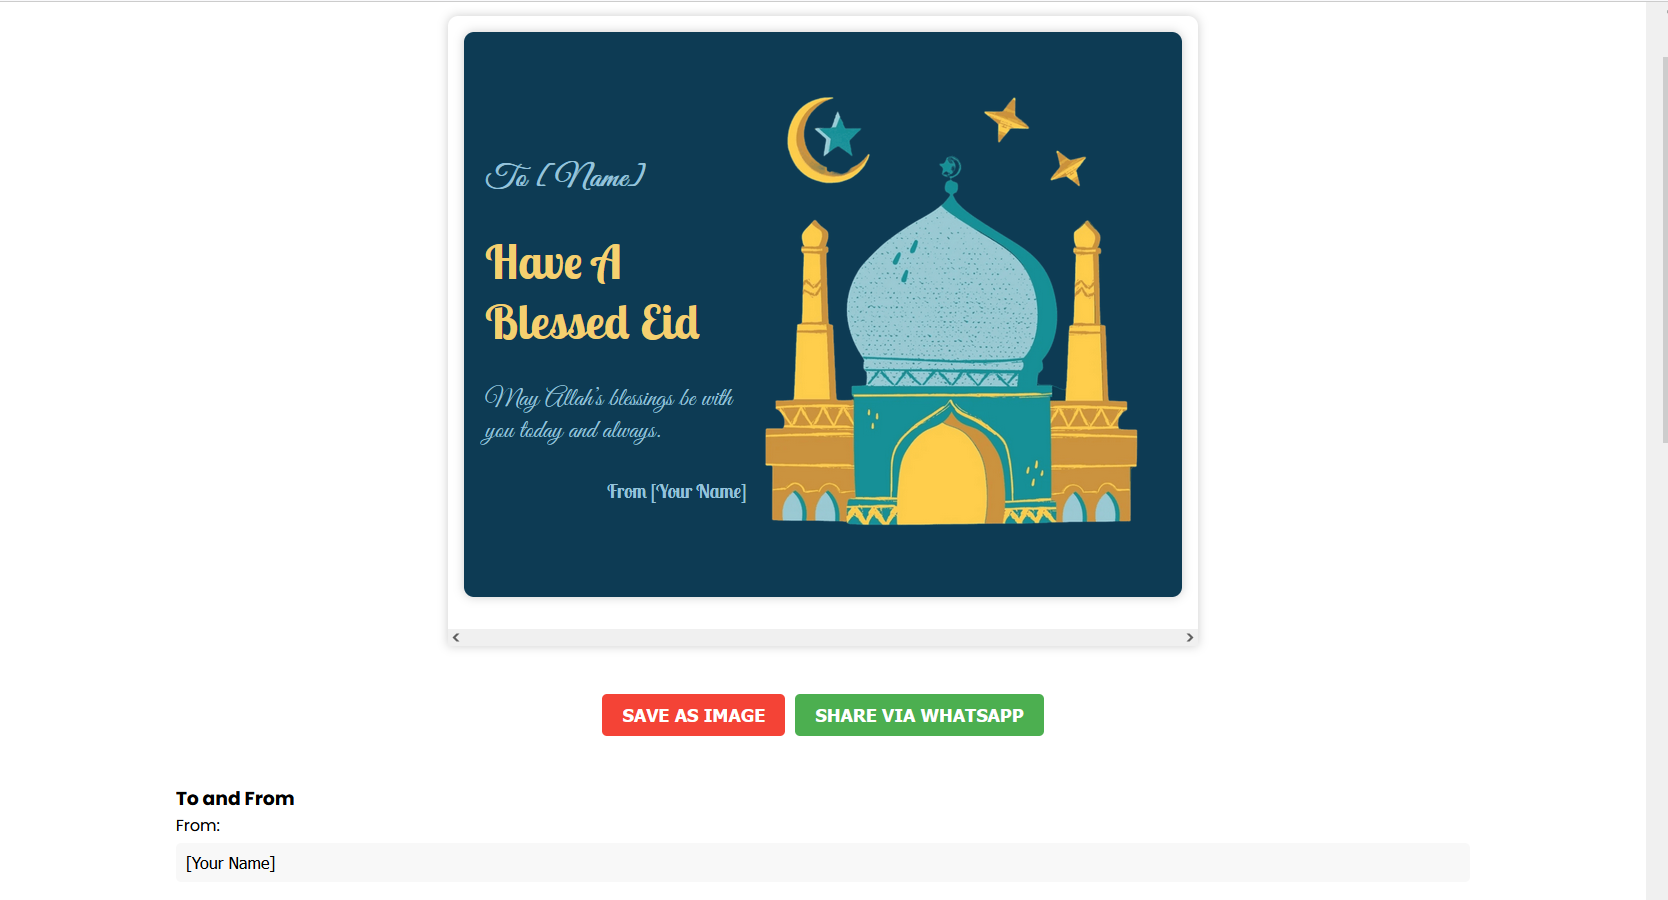 To [Name]
Have A
Blessed Eid
May Allah's blessings be with
you today and always.
From [Your Name]
SAVE AS IMAGE
SHARE VIA WHATSAPP
To and From
From:
[Your Name]